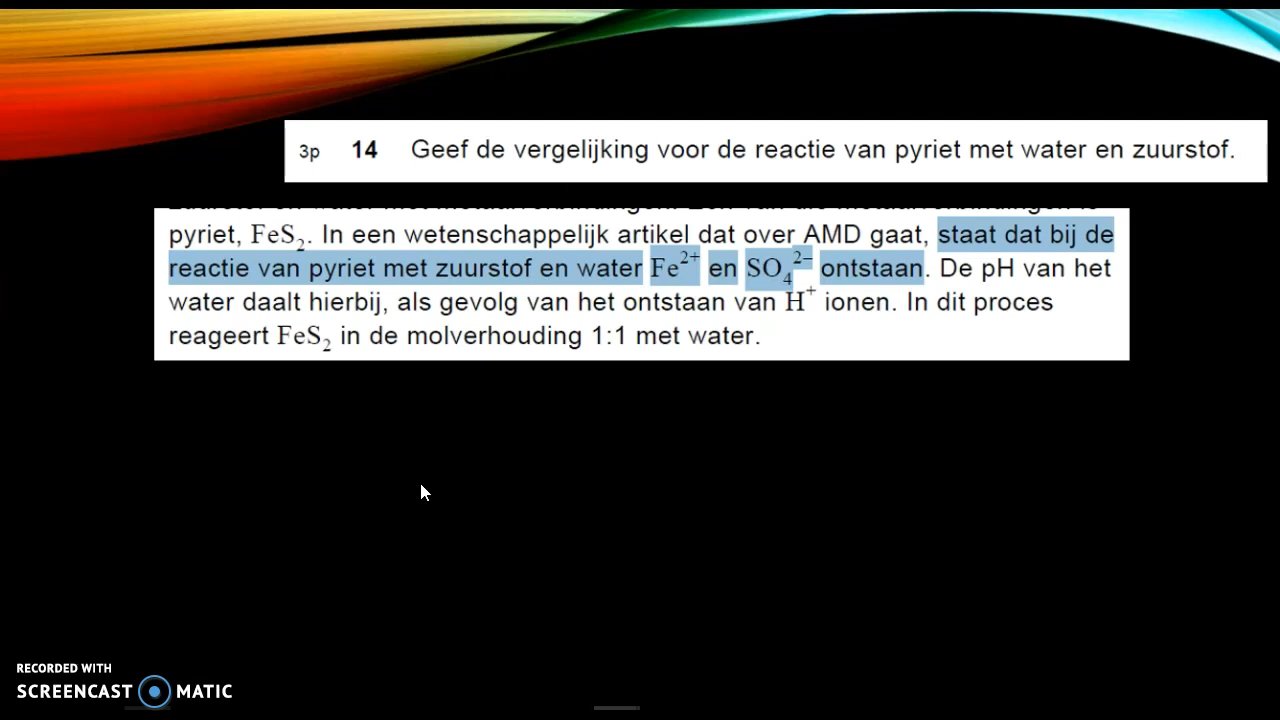 3p 14 Geef de vergelijking voor de reactie van pyriet met water en zuurstof.
pyriet, FeS₂. In een wetenschappelijk artikel dat over AMD gaat, staat dat bij de
reactie van pyriet met zuurstof en water Fe²⁺ en SO₄²⁻ ontstaan. De pH van het
water daalt hierbij, als gevolg van het ontstaan van H⁺ ionen. In dit proces
reageert FeS₂ in de molverhouding 1:1 met water.
RECORDED WITH
SCREENCAST MATIC